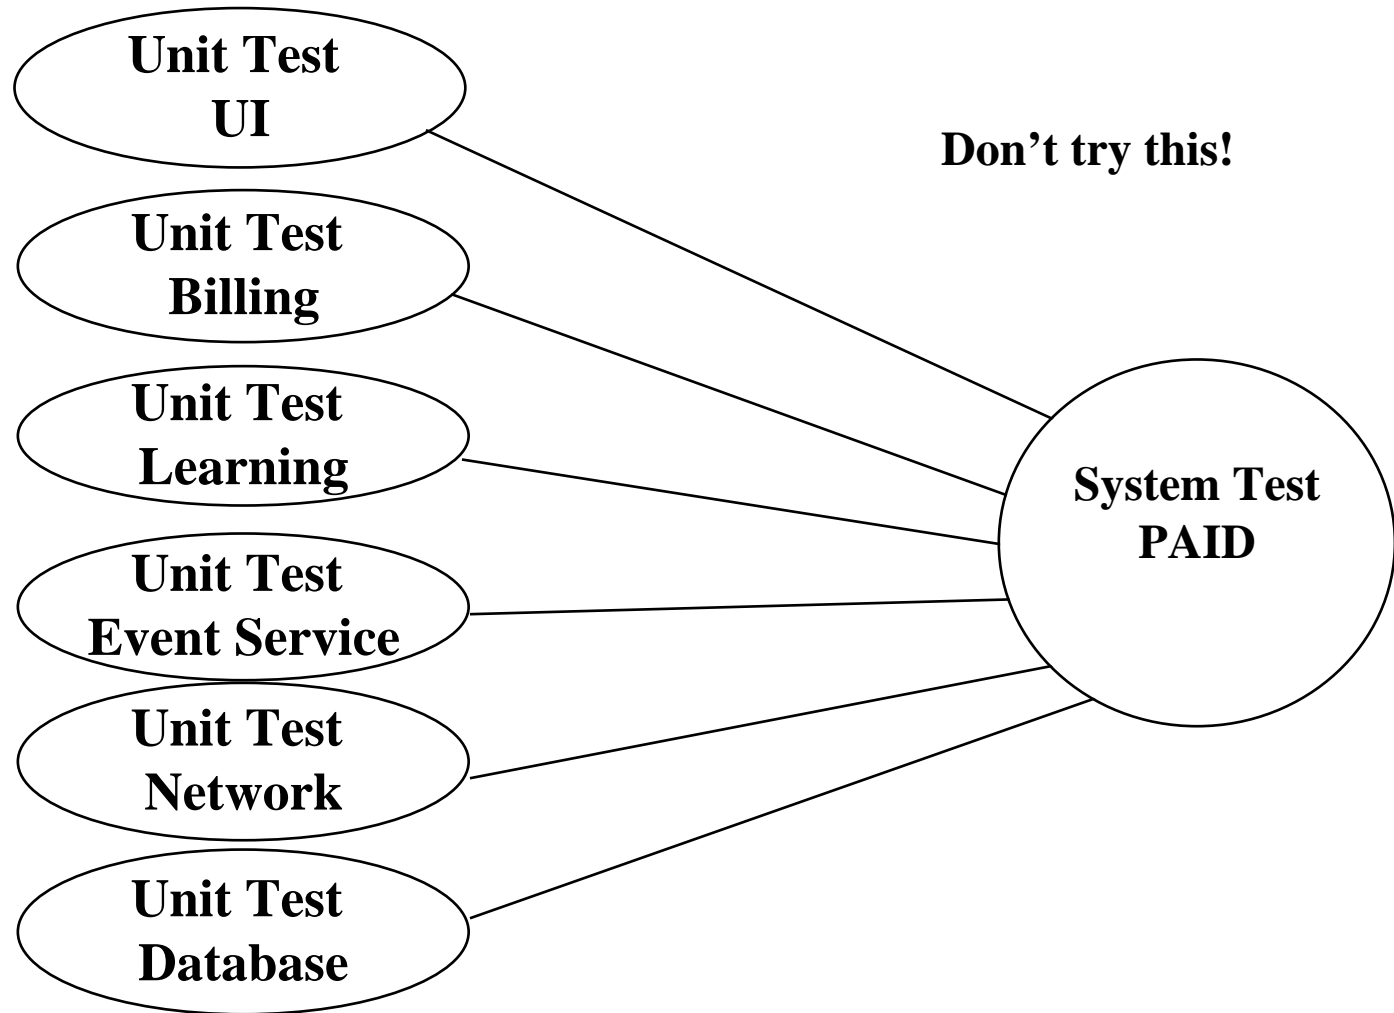 Unit Test
UI
Don’t try this!
Unit Test
Billing
Unit Test
Learning
System Test
PAID
Unit Test
Event Service
Unit Test
Network
Unit Test
Database